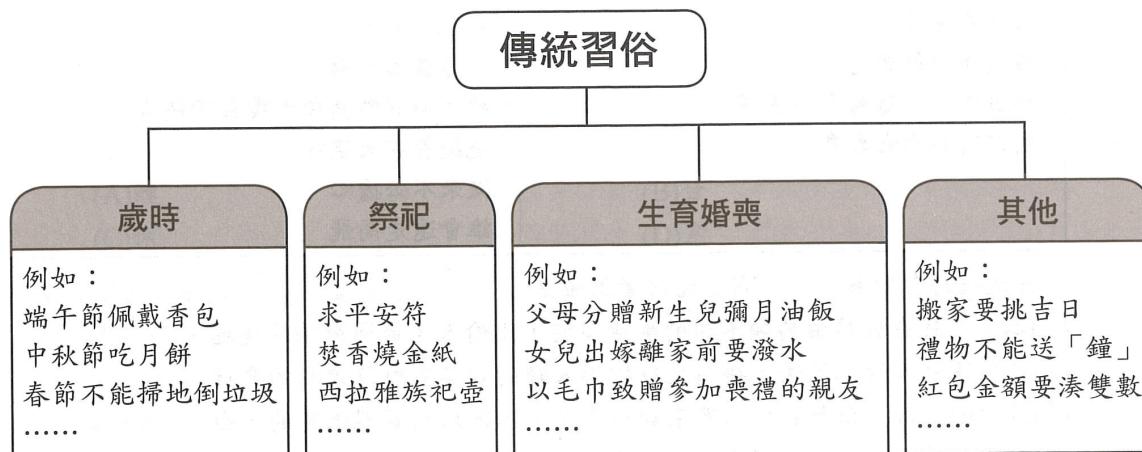 傳統習俗
歲時
例如：
端午節佩戴香包
中秋節吃月餅
春節不能掃地倒垃圾
……
祭祀
例如：
求平安符
焚香燒金紙
西拉雅族祀壺
……
生育婚喪
例如：
父母分贈新生兒彌月油飯
女兒出嫁離家前要潑水
以毛巾致贈參加喪禮的親友
……
其他
例如：
搬家要挑吉日
禮物不能送「鐘」
紅包金額要湊雙數
……